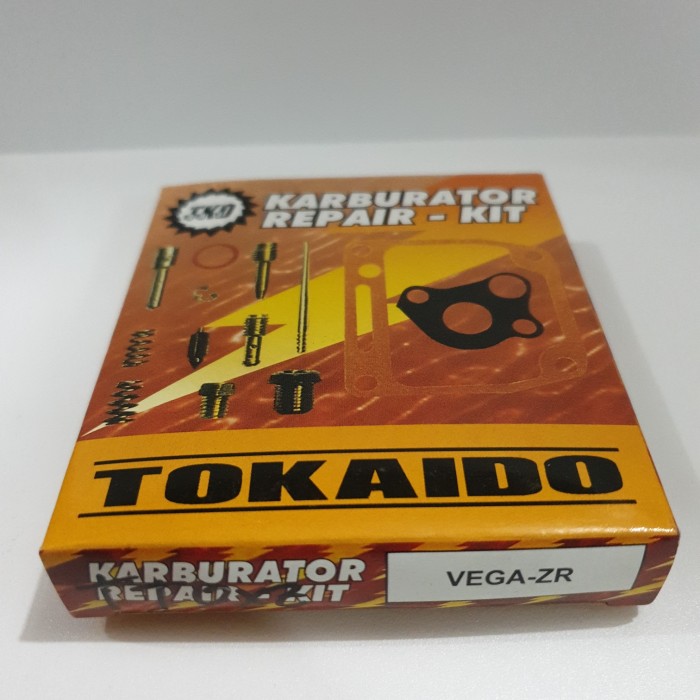 KARBURATOR
REPAIR - KIT
TOKAIDO
KARBURATOR
REPAIR - KIT
VEGA-ZR